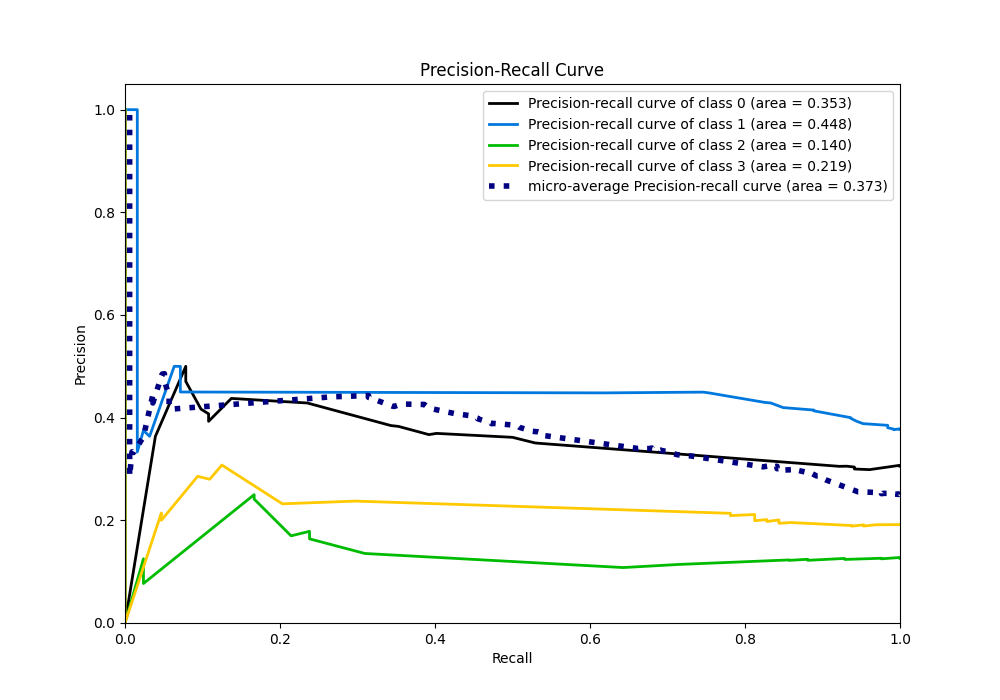 Precision-Recall Curve
Precision-recall curve of class 0 (area = 0.353)
Precision-recall curve of class 1 (area = 0.448)
Precision-recall curve of class 2 (area = 0.140)
Precision-recall curve of class 3 (area = 0.219)
micro-average Precision-recall curve (area = 0.373)
Precision
1.0
0.8
0.6
0.4
0.2
0.0
0.0 0.2 0.4 0.6 0.8 1.0
Recall